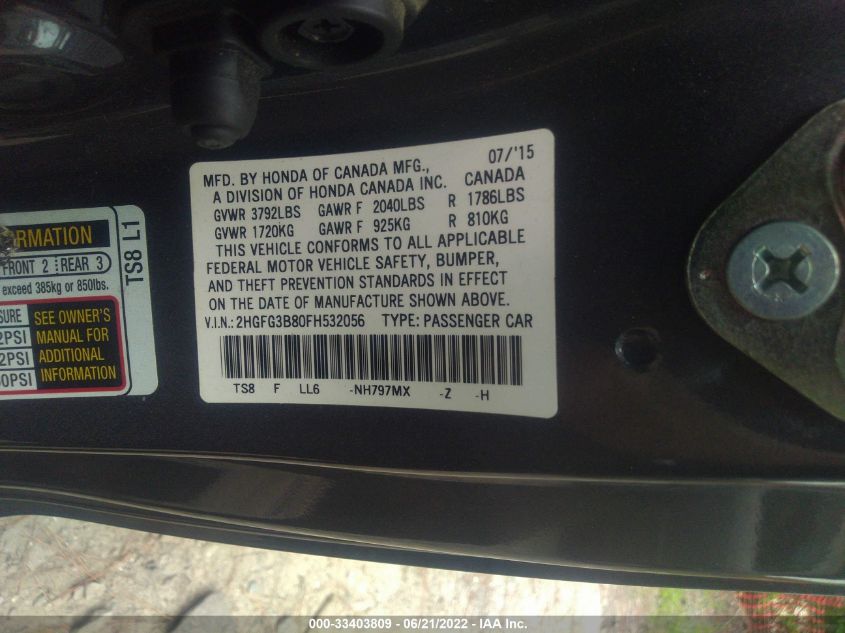 MFD. BY HONDA OF CANADA MFG., 07/'15
A DIVISION OF HONDA CANADA INC. CANADA
GVWR 3792LBS GAWR F 2040LBS R 1786LBS
GVWR 1720KG GAWR F 925KG R 810KG
THIS VEHICLE CONFORMS TO ALL APPLICABLE
FEDERAL MOTOR VEHICLE SAFETY, BUMPER,
AND THEFT PREVENTION STANDARDS IN EFFECT
ON THE DATE OF MANUFACTURE SHOWN ABOVE.
V.I.N.: 2HGFG3B80FH532056 TYPE: PASSENGER CAR
TS8 F LL6 -NH797MX -Z -H
RMATION
FRONT 2 REAR 3
exceed 385kg or 850lbs.
SURE SEE OWNER'S
2PSI MANUAL FOR
2PSI ADDITIONAL
0PSI INFORMATION
TS8 L1
000-33403809 - 06/21/2022 - IAA Inc.